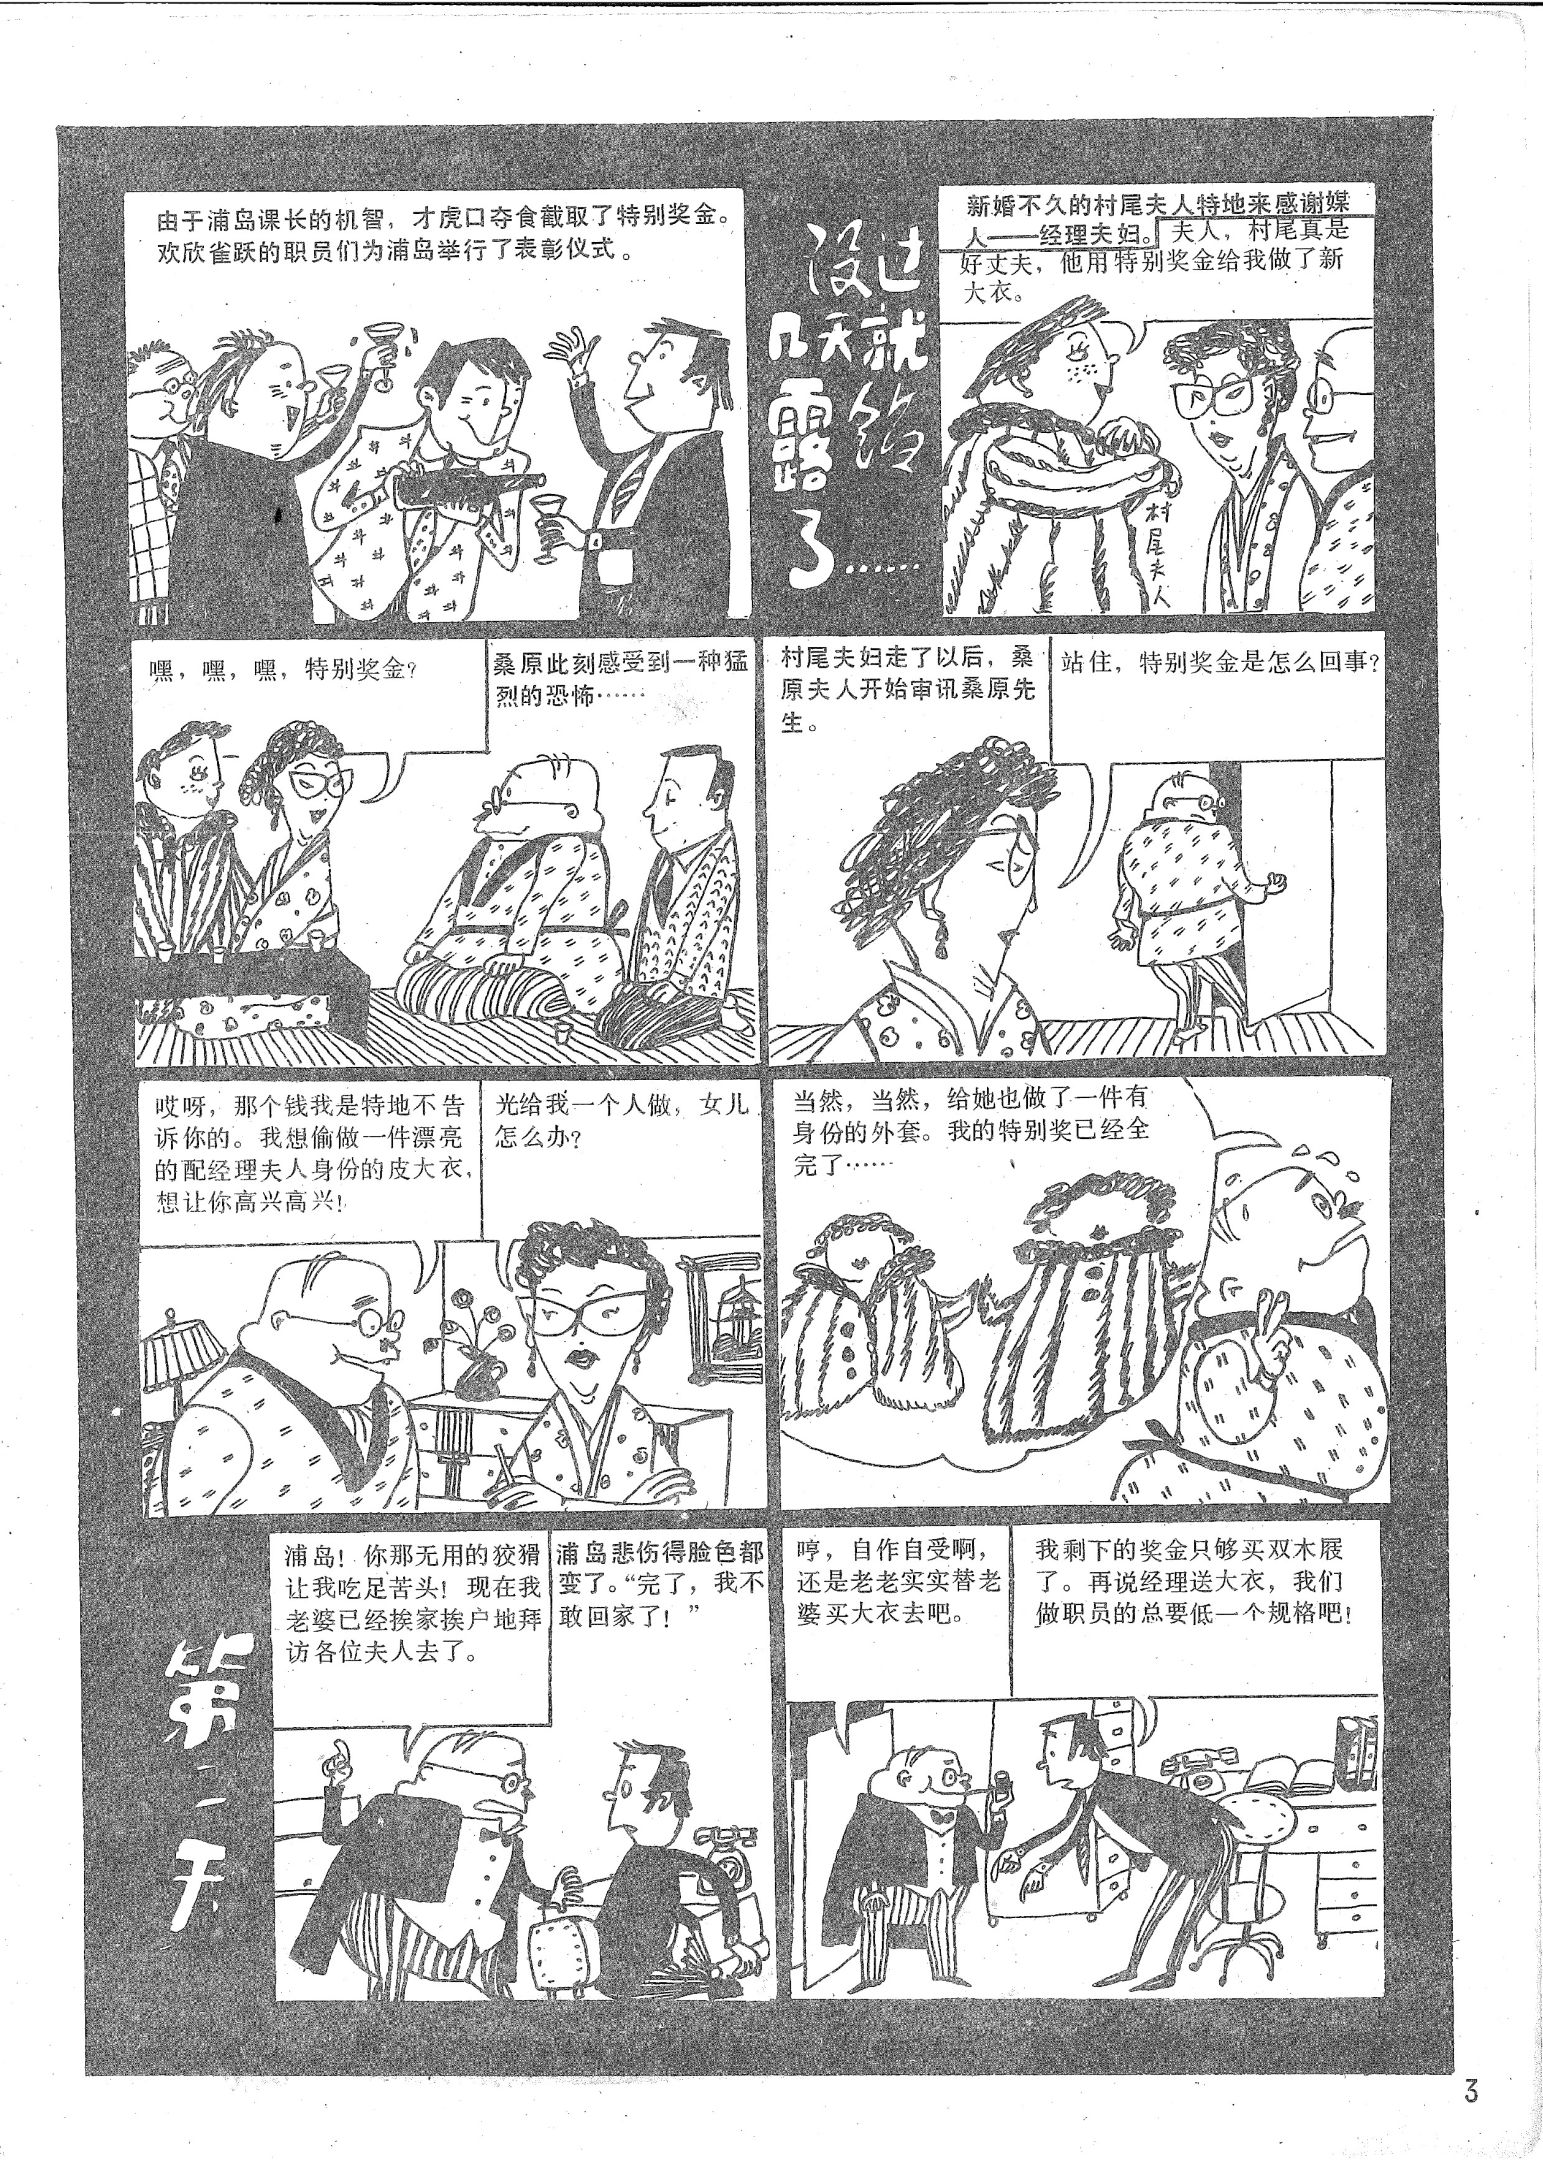 由于浦岛课长的机智，才虎口夺食截取了特别奖金。
欢欣雀跃的职员们为浦岛举行了表彰仪式。
没过
几天就
露馅
了……
新婚不久的村尾夫人特地来感谢媒
人——经理夫妇。夫人，村尾真是
好丈夫，他用特别奖金给我做了新
大衣。
村尾夫人
嘿，嘿，嘿，特别奖金？
桑原此刻感受到一种猛
烈的恐怖……
村尾夫妇走了以后，桑
原夫人开始审讯桑原先
生。
站住，特别奖金是怎么回事？
哎呀，那个钱我是特地不告
诉你的。我想偷做一件漂亮
的配经理夫人身份的皮大衣，
想让你高兴高兴！
光给我一个人做，女儿
怎么办？
当然，当然，给她也做了一件有
身份的外套。我的特别奖已经全
完了……
第二天
浦岛！你那无用的狡猾
让我吃足苦头！现在我
老婆已经挨家挨户地拜
访各位夫人去了。
浦岛悲伤得脸色都
变了。“完了，我不
敢回家了！”
哼，自作自受啊，
还是老老实实替老
婆买大衣去吧。
我剩下的奖金只够买双木屐
了。再说经理送大衣，我们
做职员的总要低一个规格吧！
3